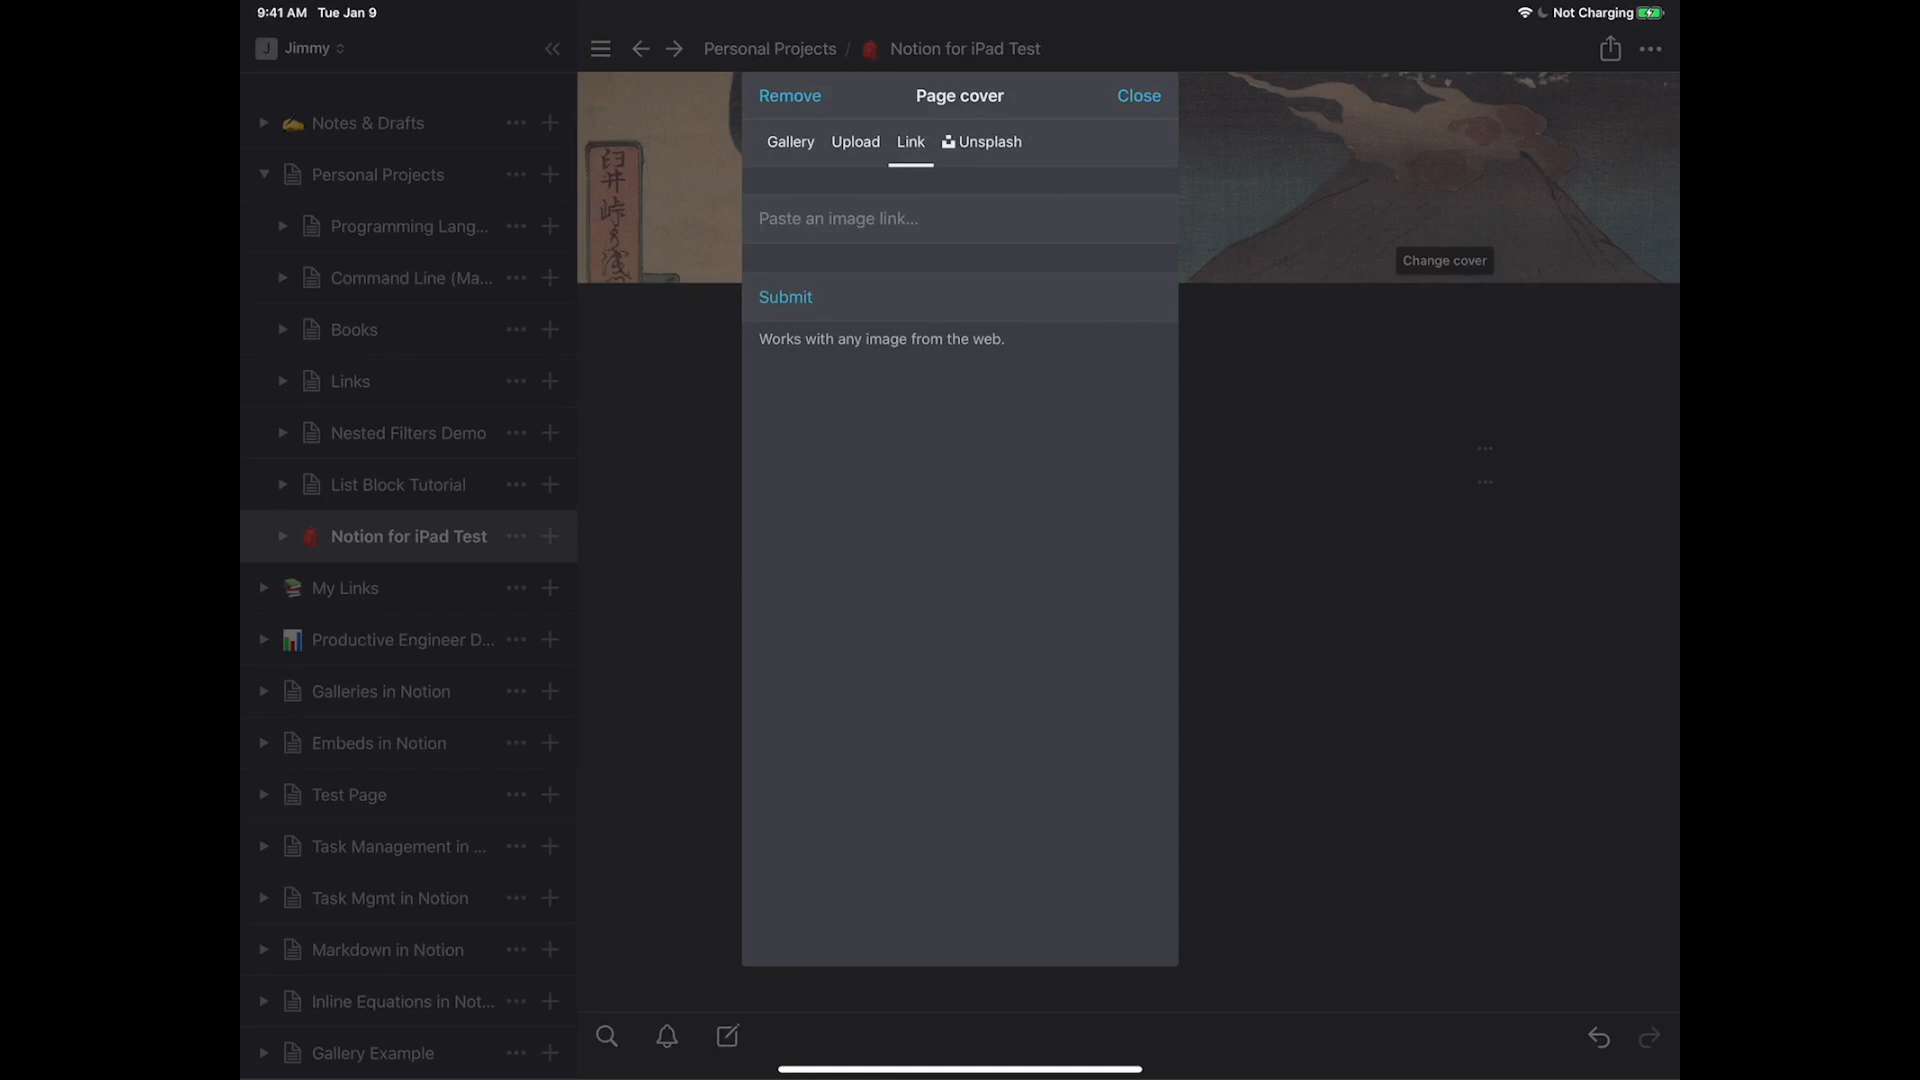 9:41 AM Tue Jan 9
Not Charging
J Jimmy
Personal Projects / Notion for iPad Test
Notes & Drafts
Personal Projects
Programming Lang...
Command Line (Ma...
Books
Links
Nested Filters Demo
List Block Tutorial
Notion for iPad Test
My Links
Productive Engineer D...
Galleries in Notion
Embeds in Notion
Test Page
Task Management in ...
Task Mgmt in Notion
Markdown in Notion
Inline Equations in Not...
Gallery Example
Remove Page cover Close
Gallery Upload Link Unsplash
Paste an image link...
Submit
Works with any image from the web.
Change cover